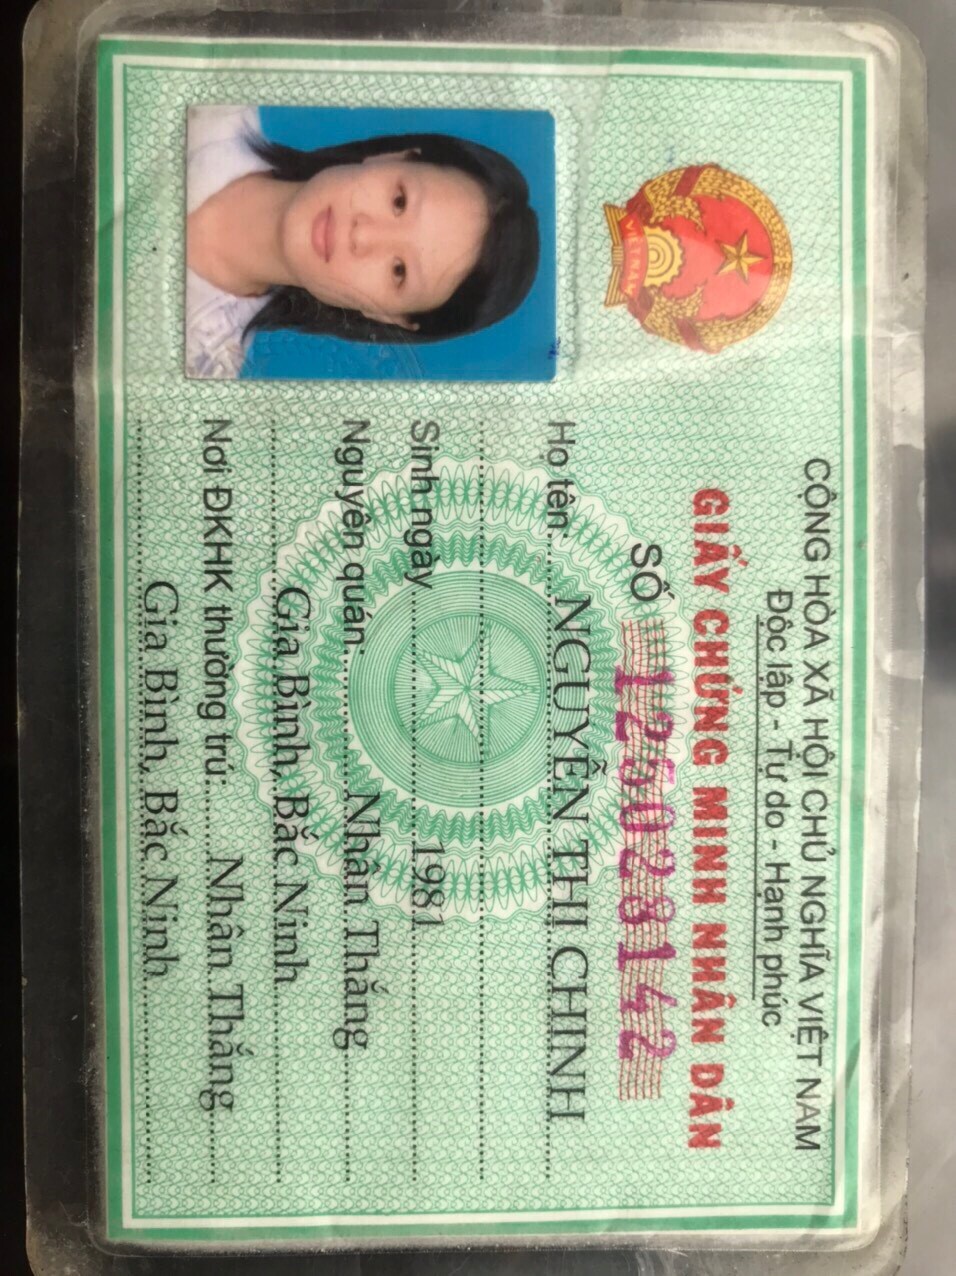 CỘNG HÒA XÃ HỘI CHỦ NGHĨA VIỆT NAM
Độc lập - Tự do - Hạnh phúc
GIẤY CHỨNG MINH NHÂN DÂN
SỐ 125028142
Họ tên: NGUYỄN THỊ CHINH
Sinh ngày 1981
Nguyên quán Nhân Thắng
Gia Bình, Bắc Ninh
Nơi ĐKHK thường trú: Nhân Thắng
Gia Bình, Bắc Ninh
VIỆT NAM